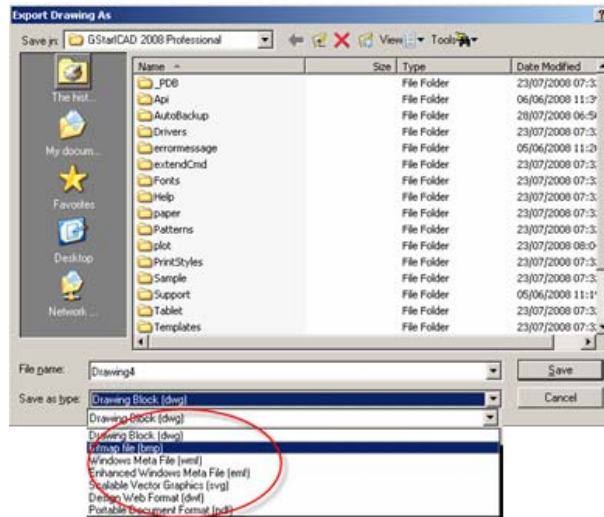 Export Drawing As
Save in: GStarICAD 2008 Professional View Tools
Name Size Type Date Modified
The hist...
My docum...
Favorites
Desktop
Network ...
_PDB File Folder 23/07/2008 07:3
Api File Folder 06/06/2008 11:3
AutoBackup File Folder 28/07/2008 06:5
Drivers File Folder 23/07/2008 07:3
errormessage File Folder 05/06/2008 11:2
extendCmd File Folder 23/07/2008 07:3
Fonts File Folder 23/07/2008 07:3
Help File Folder 23/07/2008 07:3
paper File Folder 23/07/2008 07:3
Patterns File Folder 23/07/2008 07:3
plot File Folder 23/07/2008 08:0
PrintStyles File Folder 23/07/2008 07:3
Sample File Folder 23/07/2008 07:3
Support File Folder 05/06/2008 11:1
Tablet File Folder 23/07/2008 07:3
Templates File Folder 23/07/2008 07:3
File name: Drawing4 Save
Save as type: Drawing Block (dwg) Cancel
Drawing Block (dwg)
Drawing Block (dwg)
Bitmap file (bmp)
Windows Meta File (wmf)
Enhanced Windows Meta File (emf)
Scalable Vector Graphics (svg)
Design Web Format (dwf)
Portable Document Format (pdf)